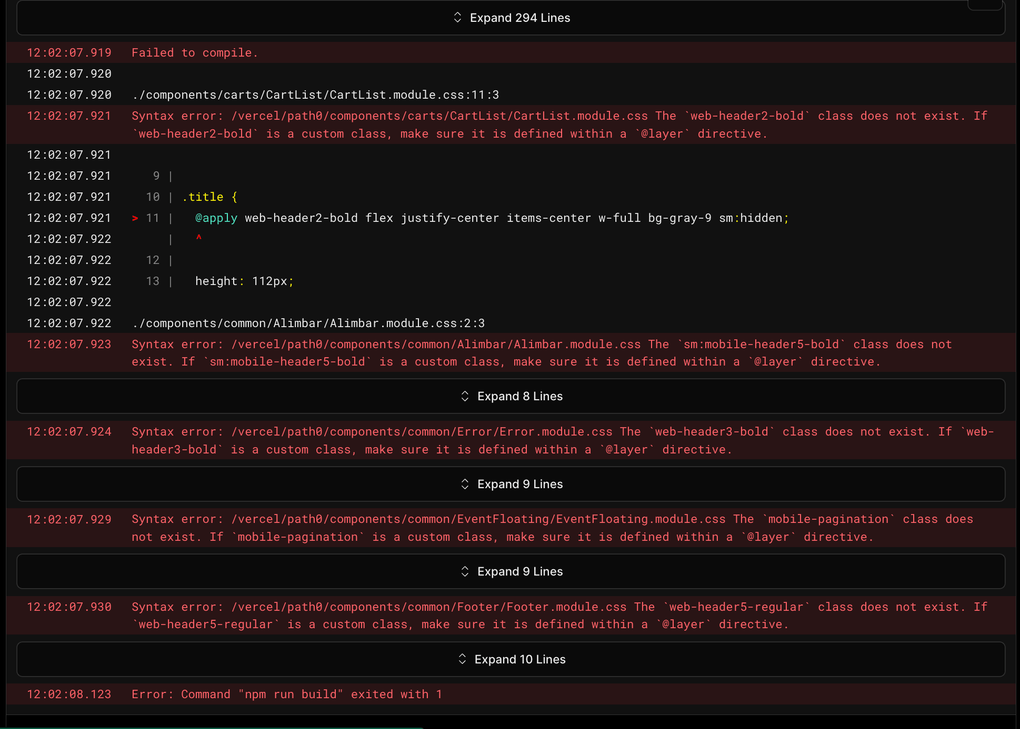 Expand 294 Lines
12:02:07.919 Failed to compile.
12:02:07.920
12:02:07.920 ./components/carts/CartList/CartList.module.css:11:3
12:02:07.921 Syntax error: /vercel/path0/components/carts/CartList/CartList.module.css The `web-header2-bold` class does not exist. If
`web-header2-bold` is a custom class, make sure it is defined within a `@layer` directive.
12:02:07.921
12:02:07.921 9 |
12:02:07.921 10 | .title {
12:02:07.921 > 11 | @apply web-header2-bold flex justify-center items-center w-full bg-gray-9 sm:hidden;
12:02:07.922 | ^
12:02:07.922 12 |
12:02:07.922 13 | height: 112px;
12:02:07.922
12:02:07.922 ./components/common/Alimbar/Alimbar.module.css:2:3
12:02:07.923 Syntax error: /vercel/path0/components/common/Alimbar/Alimbar.module.css The `sm:mobile-header5-bold` class does not
exist. If `sm:mobile-header5-bold` is a custom class, make sure it is defined within a `@layer` directive.
Expand 8 Lines
12:02:07.924 Syntax error: /vercel/path0/components/common/Error/Error.module.css The `web-header3-bold` class does not exist. If `web-
header3-bold` is a custom class, make sure it is defined within a `@layer` directive.
Expand 9 Lines
12:02:07.929 Syntax error: /vercel/path0/components/common/EventFloating/EventFloating.module.css The `mobile-pagination` class does
not exist. If `mobile-pagination` is a custom class, make sure it is defined within a `@layer` directive.
Expand 9 Lines
12:02:07.930 Syntax error: /vercel/path0/components/common/Footer/Footer.module.css The `web-header5-regular` class does not exist. If
`web-header5-regular` is a custom class, make sure it is defined within a `@layer` directive.
Expand 10 Lines
12:02:08.123 Error: Command "npm run build" exited with 1